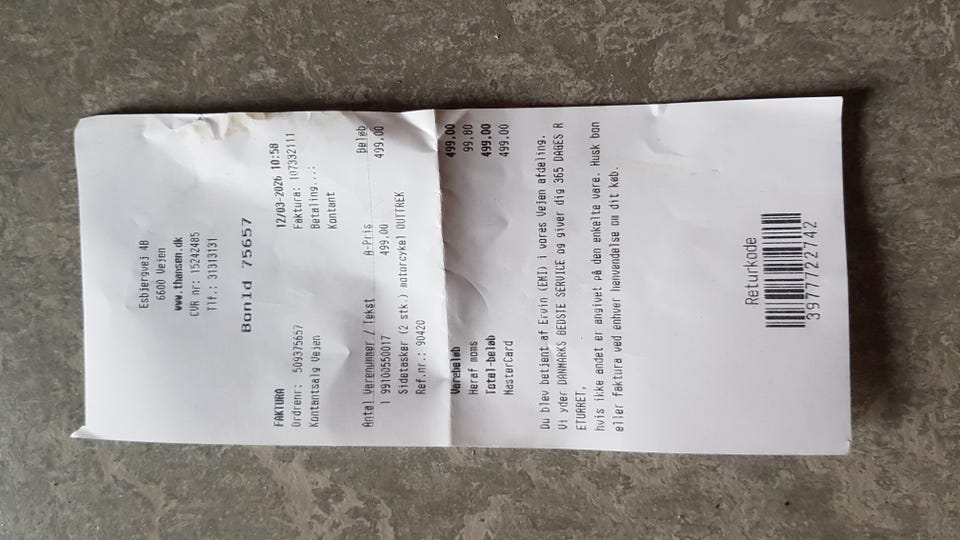 Esbjergvej 4B
6600 Vejen
www.thansen.dk
CVR nr: 15242485
Tlf.: 31313131
BonId 75657
12/03-2026 10:58
FAKTURA Faktura: 107332111
Ordrenr: 509375657 Betaling..:
Kontantsalg Vejen Kontant
Antal Varenummer / Tekst A-Pris Beløb
1 99100550017 499,00 499,00
Sidetasker (2 stk.) motorcykel OUTTREK
Ref.nr.: 90420
Varebeløb 499,00
Heraf moms 99,80
Total-beløb 499,00
MasterCard 499,00
Du blev betjent af Ervin (EMI) i vores Vejen afdeling.
Vi yder DANMARKS BEDSTE SERVICE og giver dig 365 DAGES R
ETURRET,
hvis ikke andet er angivet på den enkelte vare. Husk bon
eller faktura ved enhver henvendelse om dit køb.
Returkode
3977722742